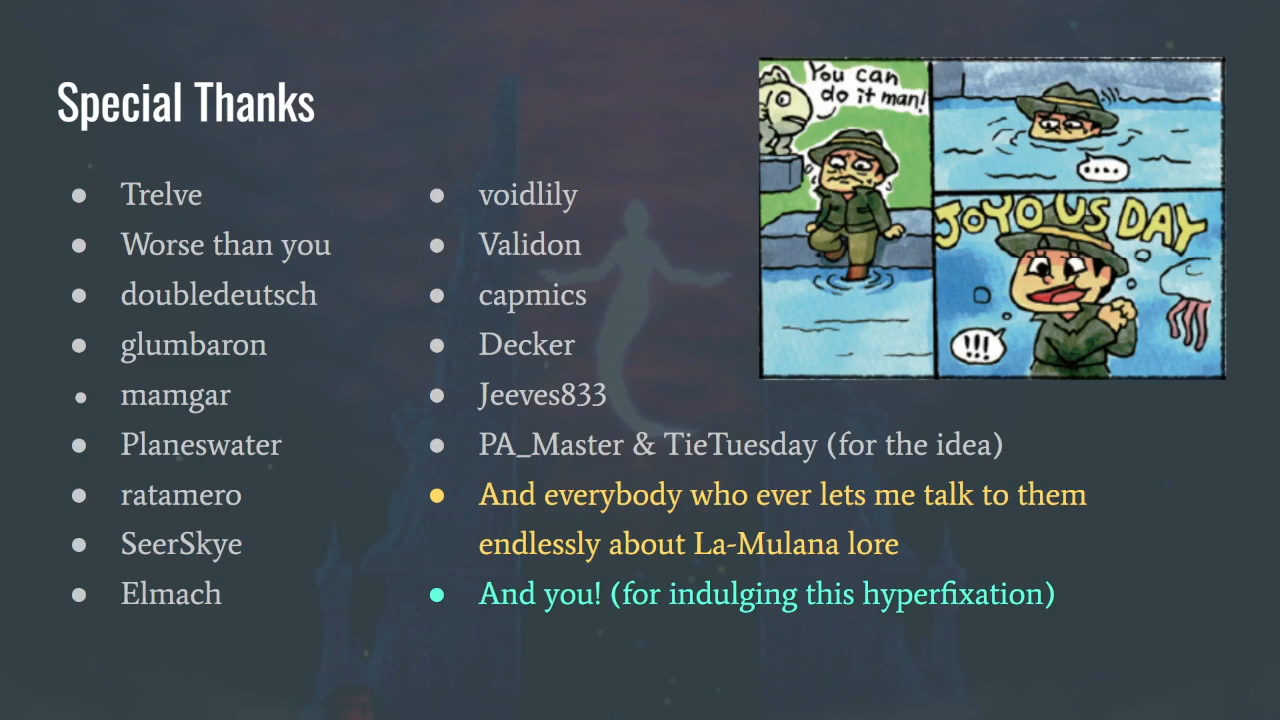 Special Thanks
● Trelve
● Worse than you
● doubledeutsch
● glumbaron
● mamgar
● Planeswater
● ratamero
● SeerSkye
● Elmach
● voidlily
● Validon
● capmics
● Decker
● Jeeves833
● PA_Master & TieTuesday (for the idea)
● And everybody who ever lets me talk to them
endlessly about La-Mulana lore
● And you! (for indulging this hyperfixation)
You can
do it man!
....
JOYOUS DAY
!!!